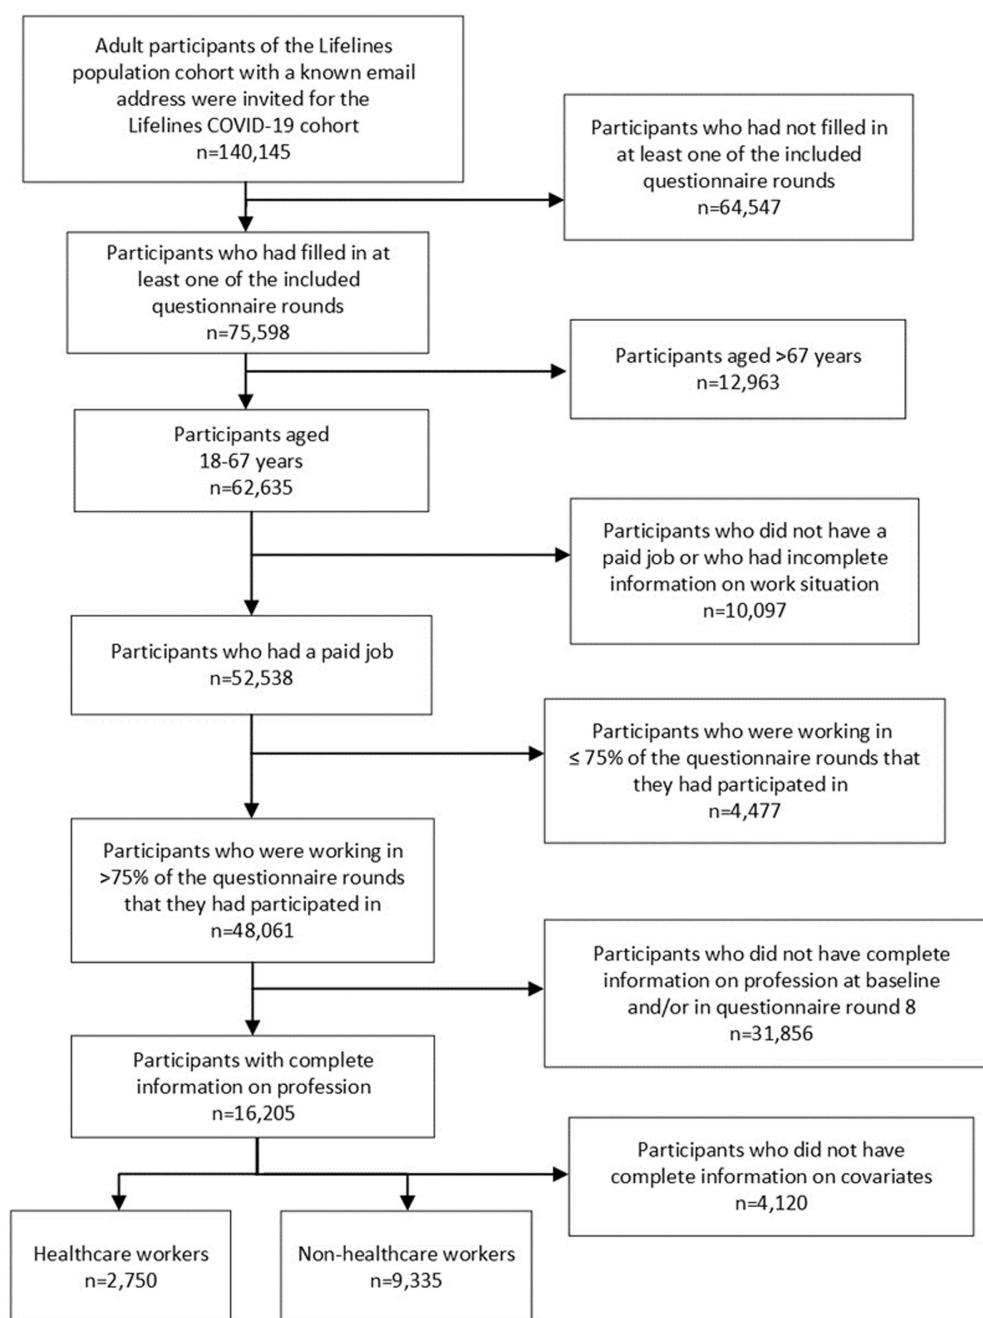 Adult participants of the Lifelines
population cohort with a known email
address were invited for the
Lifelines COVID-19 cohort
n=140,145
Participants who had not filled in
at least one of the included
questionnaire rounds
n=64,547
Participants who had filled in at
least one of the included
questionnaire rounds
n=75,598
Participants aged >67 years
n=12,963
Participants aged
18-67 years
n=62,635
Participants who did not have a
paid job or who had incomplete
information on work situation
n=10,097
Participants who had a paid job
n=52,538
Participants who were working in
≤ 75% of the questionnaire rounds that
they had participated in
n=4,477
Participants who were working in
>75% of the questionnaire rounds
that they had participated in
n=48,061
Participants who did not have complete
information on profession at baseline
and/or in questionnaire round 8
n=31,856
Participants with complete
information on profession
n=16,205
Participants who did not have
complete information on covariates
n=4,120
Healthcare workers
n=2,750
Non-healthcare workers
n=9,335